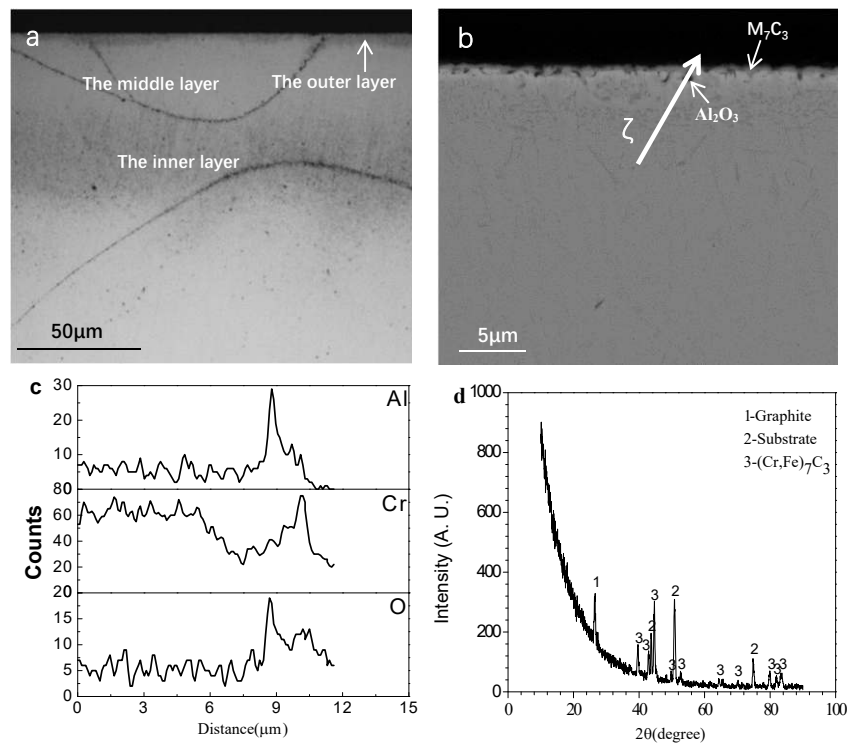 a
The middle layer
The outer layer
The inner layer
50μm
b
M₇C₃
Al₂O₃
ζ
5μm
c
30
20
10
80
Al
60
40
20
Cr
15
10
5
0
O
Counts
0 3 6 9 12 15
Distance(μm)
d
1000
800
600
400
200
0
1-Graphite
2-Substrate
3-(Cr,Fe)₇C₃
1
3
3
2
3
3
2
3
3
3
2
3
3
3
Intensity (A. U.)
0 20 40 60 80 100
2θ(degree)